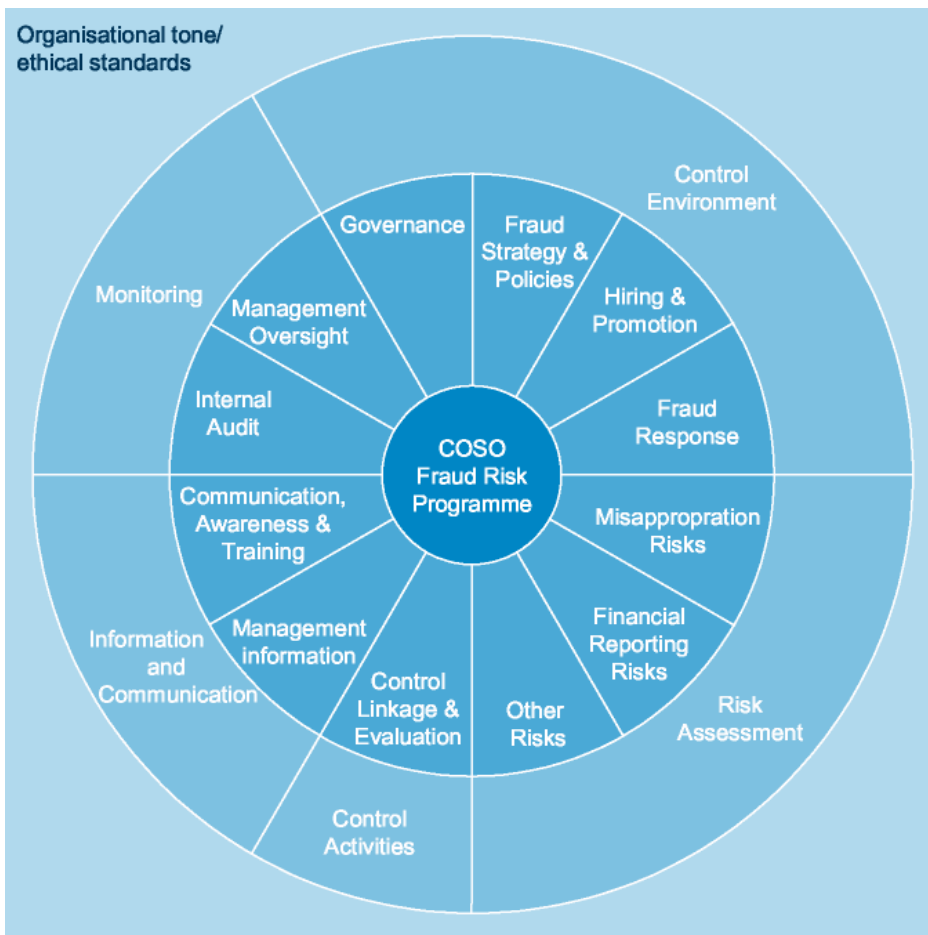 Organisational tone/
ethical standards
Control
Environment
Governance
Fraud
Strategy &
Policies
Hiring &
Promotion
Fraud
Response
Monitoring
Management
Oversight
Internal
Audit
COSO
Fraud Risk
Programme
Communication,
Awareness &
Training
Management
information
Information
and
Communication
Control
Linkage &
Evaluation
Control
Activities
Other
Risks
Financial
Reporting
Risks
Misappropration
Risks
Risk
Assessment